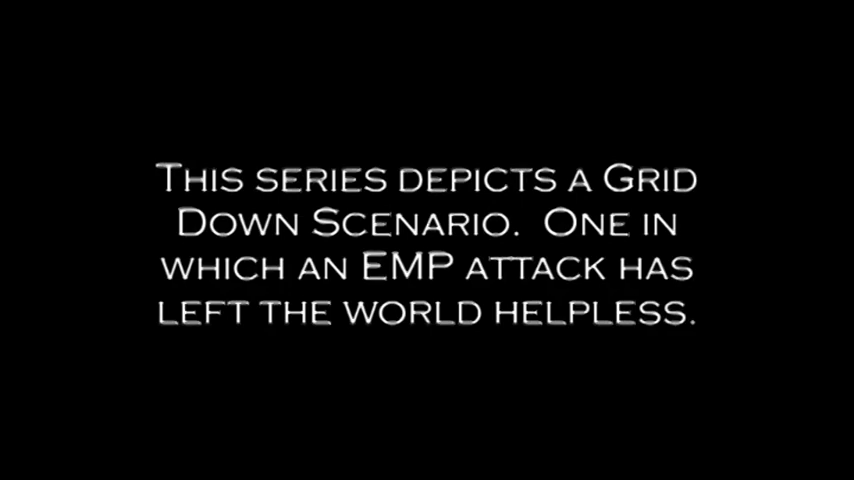 This series depicts a Grid
Down Scenario.  One in
which an EMP attack has
left the world helpless.